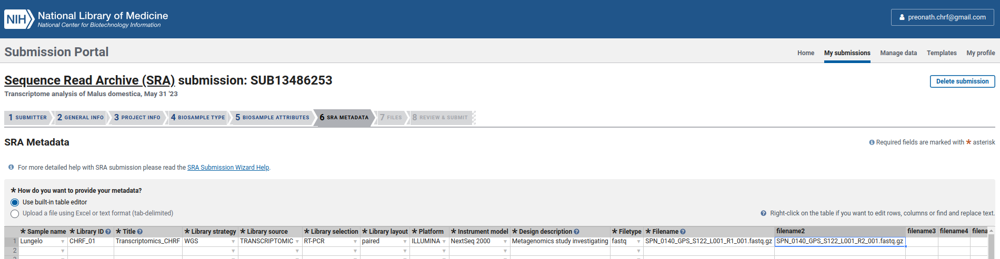 NIH National Library of Medicine
National Center for Biotechnology Information
preonath.chrf@gmail.com
Submission Portal
Home My submissions Manage data Templates My profile
Sequence Read Archive (SRA) submission: SUB13486253
Delete submission
Transcriptome analysis of Malus domestica, May 31 '23
1 SUBMITTER 2 GENERAL INFO 3 PROJECT INFO 4 BIOSAMPLE TYPE 5 BIOSAMPLE ATTRIBUTES 6 SRA METADATA 7 FILES 8 REVIEW & SUBMIT
SRA Metadata
Required fields are marked with * asterisk
For more detailed help with SRA submission please read the SRA Submission Wizard Help.
* How do you want to provide your metadata?
Use built-in table editor
Upload a file using Excel or text format (tab-delimited)
Right-click on the table if you want to edit rows, columns or find and replace text.
* Sample name * Library ID * Title * Library strategy * Library source * Library selection * Library layout * Platform * Instrument model * Design description * Filetype * Filename filename2 filename3 filename4 filena
1 Lungelo CHRF_01 Transcriptomics_CHRF WGS TRANSCRIPTOMIC RT-PCR paired ILLUMINA NextSeq 2000 Metagenomics study investigating fastq SPN_0140_GPS_S122_L001_R1_001.fastq.gz SPN_0140_GPS_S122_L001_R2_001.fastq.gz
2
3